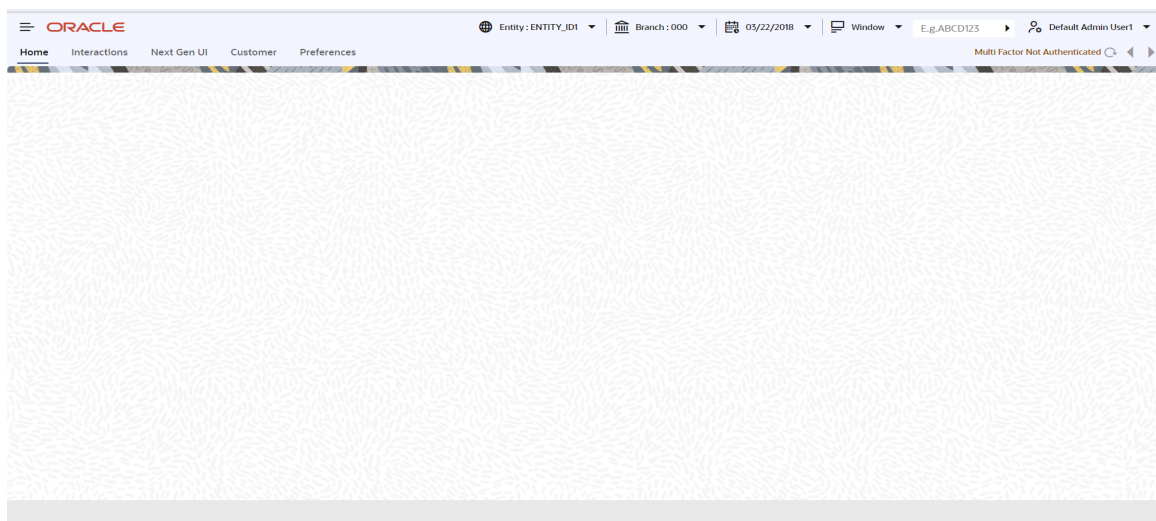 ORACLE
Entity : ENTITY_ID1
Branch : 000
03/22/2018
Window
E.g.ABCD123
Default Admin User1
Home
Interactions
Next Gen UI
Customer
Preferences
Multi Factor Not Authenticated